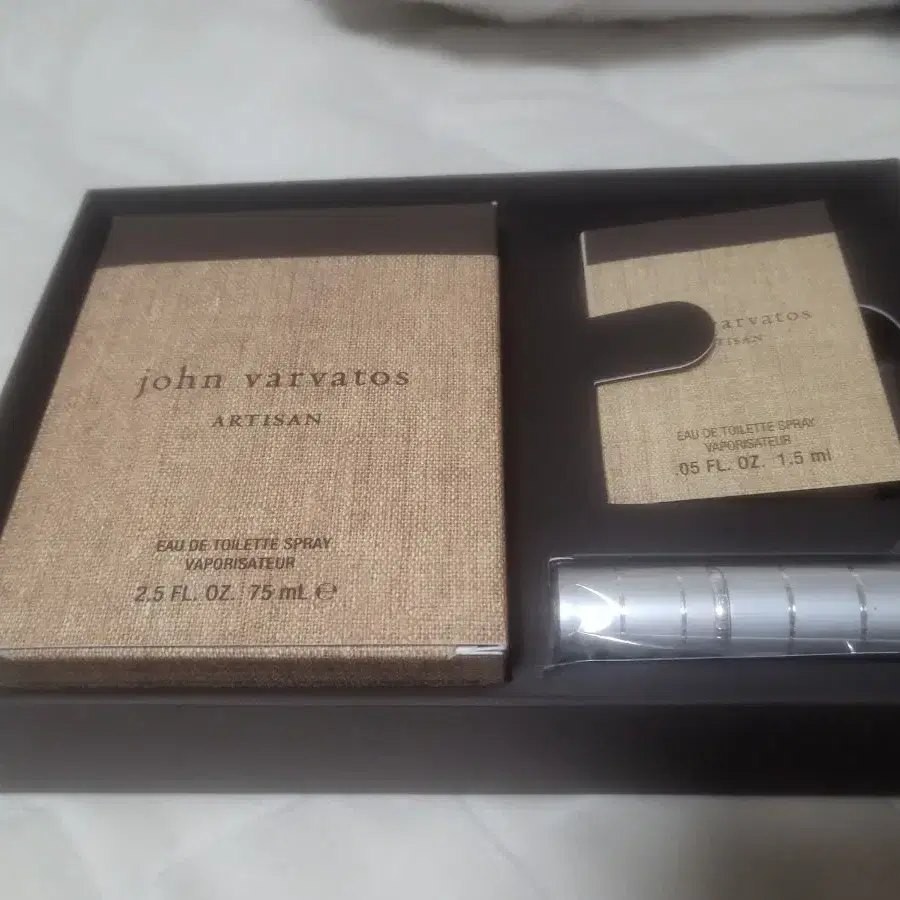 john varvatos
ARTISAN
EAU DE TOILETTE SPRAY
VAPORISATEUR
2.5 FL. OZ. 75 mL ℮
varvatos
ARTISAN
EAU DE TOILETTE SPRAY
VAPORISATEUR
.05 FL. OZ. 1.5 ml